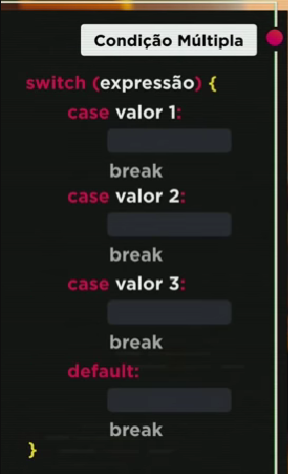 Condição Múltipla
switch (expressão) {
case valor 1:
break
case valor 2:
break
case valor 3:
break
default:
break
}